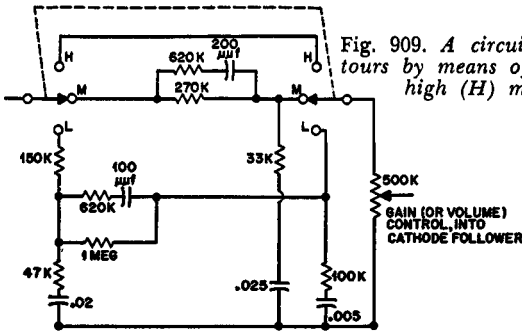 Fig. 909. A circui
tours by means o
high (H) m
H
H
200
μμf
620K
270K
M
M
L
L
150K
100
μμf
33K
500K
620K
GAIN (OR VOLUME)
CONTROL, INTO
CATHODE FOLLOWER
1 MEG
47K
.02
.025
100K
.005